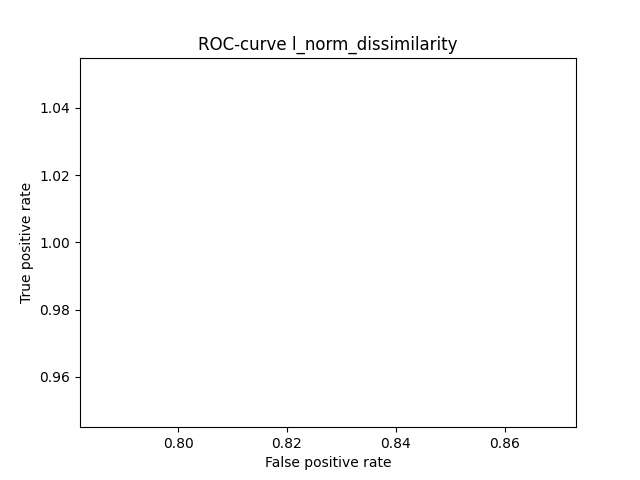 ROC-curve l_norm_dissimilarity
1.04
1.02
1.00
0.98
0.96
True positive rate
0.80 0.82 0.84 0.86
False positive rate